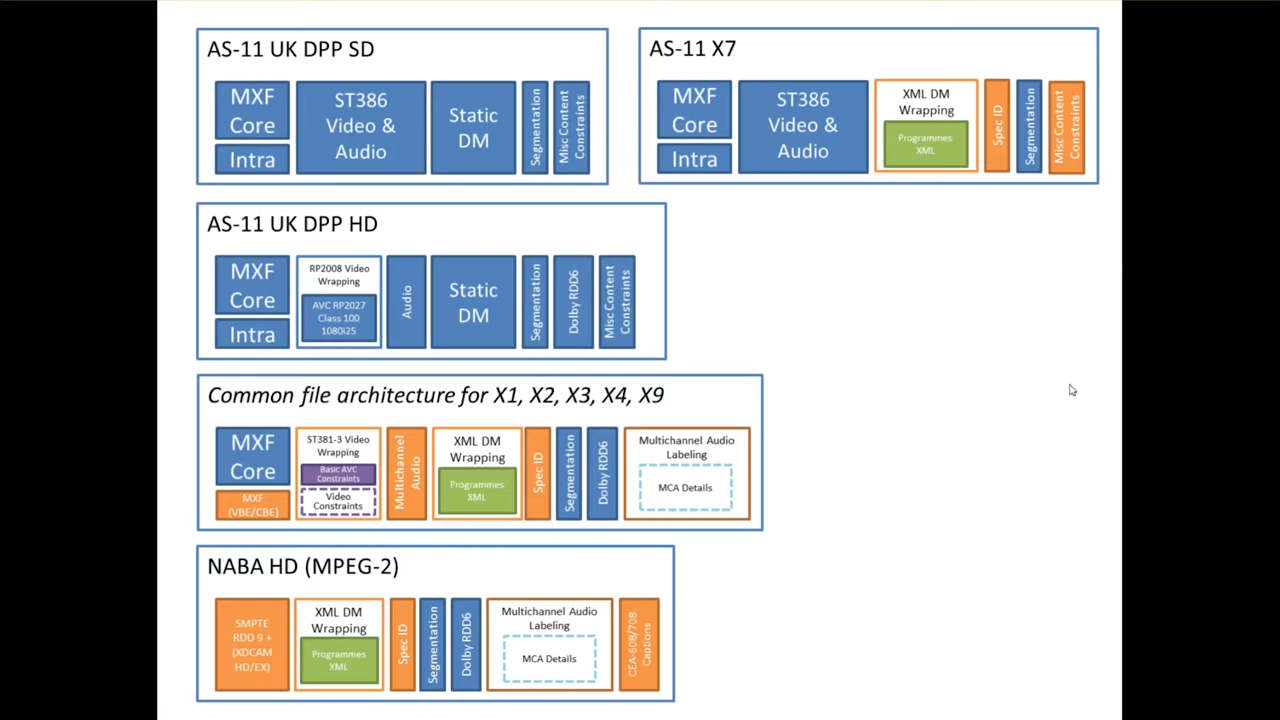 AS-11 UK DPP SD
MXF
Core
Intra
ST386
Video &
Audio
Static
DM
Segmentation
Misc Content
Constraints
AS-11 X7
MXF
Core
Intra
ST386
Video &
Audio
XML DM
Wrapping
Programmes
XML
Spec ID
Segmentation
Misc Content
Constraints
AS-11 UK DPP HD
MXF
Core
Intra
RP2008 Video
Wrapping
AVC RP2027
Class 100
1080i25
Audio
Static
DM
Segmentation
Dolby RDD6
Misc Content
Constraints
Common file architecture for X1, X2, X3, X4, X9
MXF
Core
MXF
(VBE/CBE)
ST381-3 Video
Wrapping
Basic AVC
Constraints
Video
Constraints
Multichannel
Audio
XML DM
Wrapping
Programmes
XML
Spec ID
Segmentation
Dolby RDD6
Multichannel Audio
Labeling
MCA Details
NABA HD (MPEG-2)
SMPTE
RDD 9 +
(XDCAM
HD/EX)
XML DM
Wrapping
Programmes
XML
Spec ID
Segmentation
Dolby RDD6
Multichannel Audio
Labeling
MCA Details
CEA-608/708
Captions